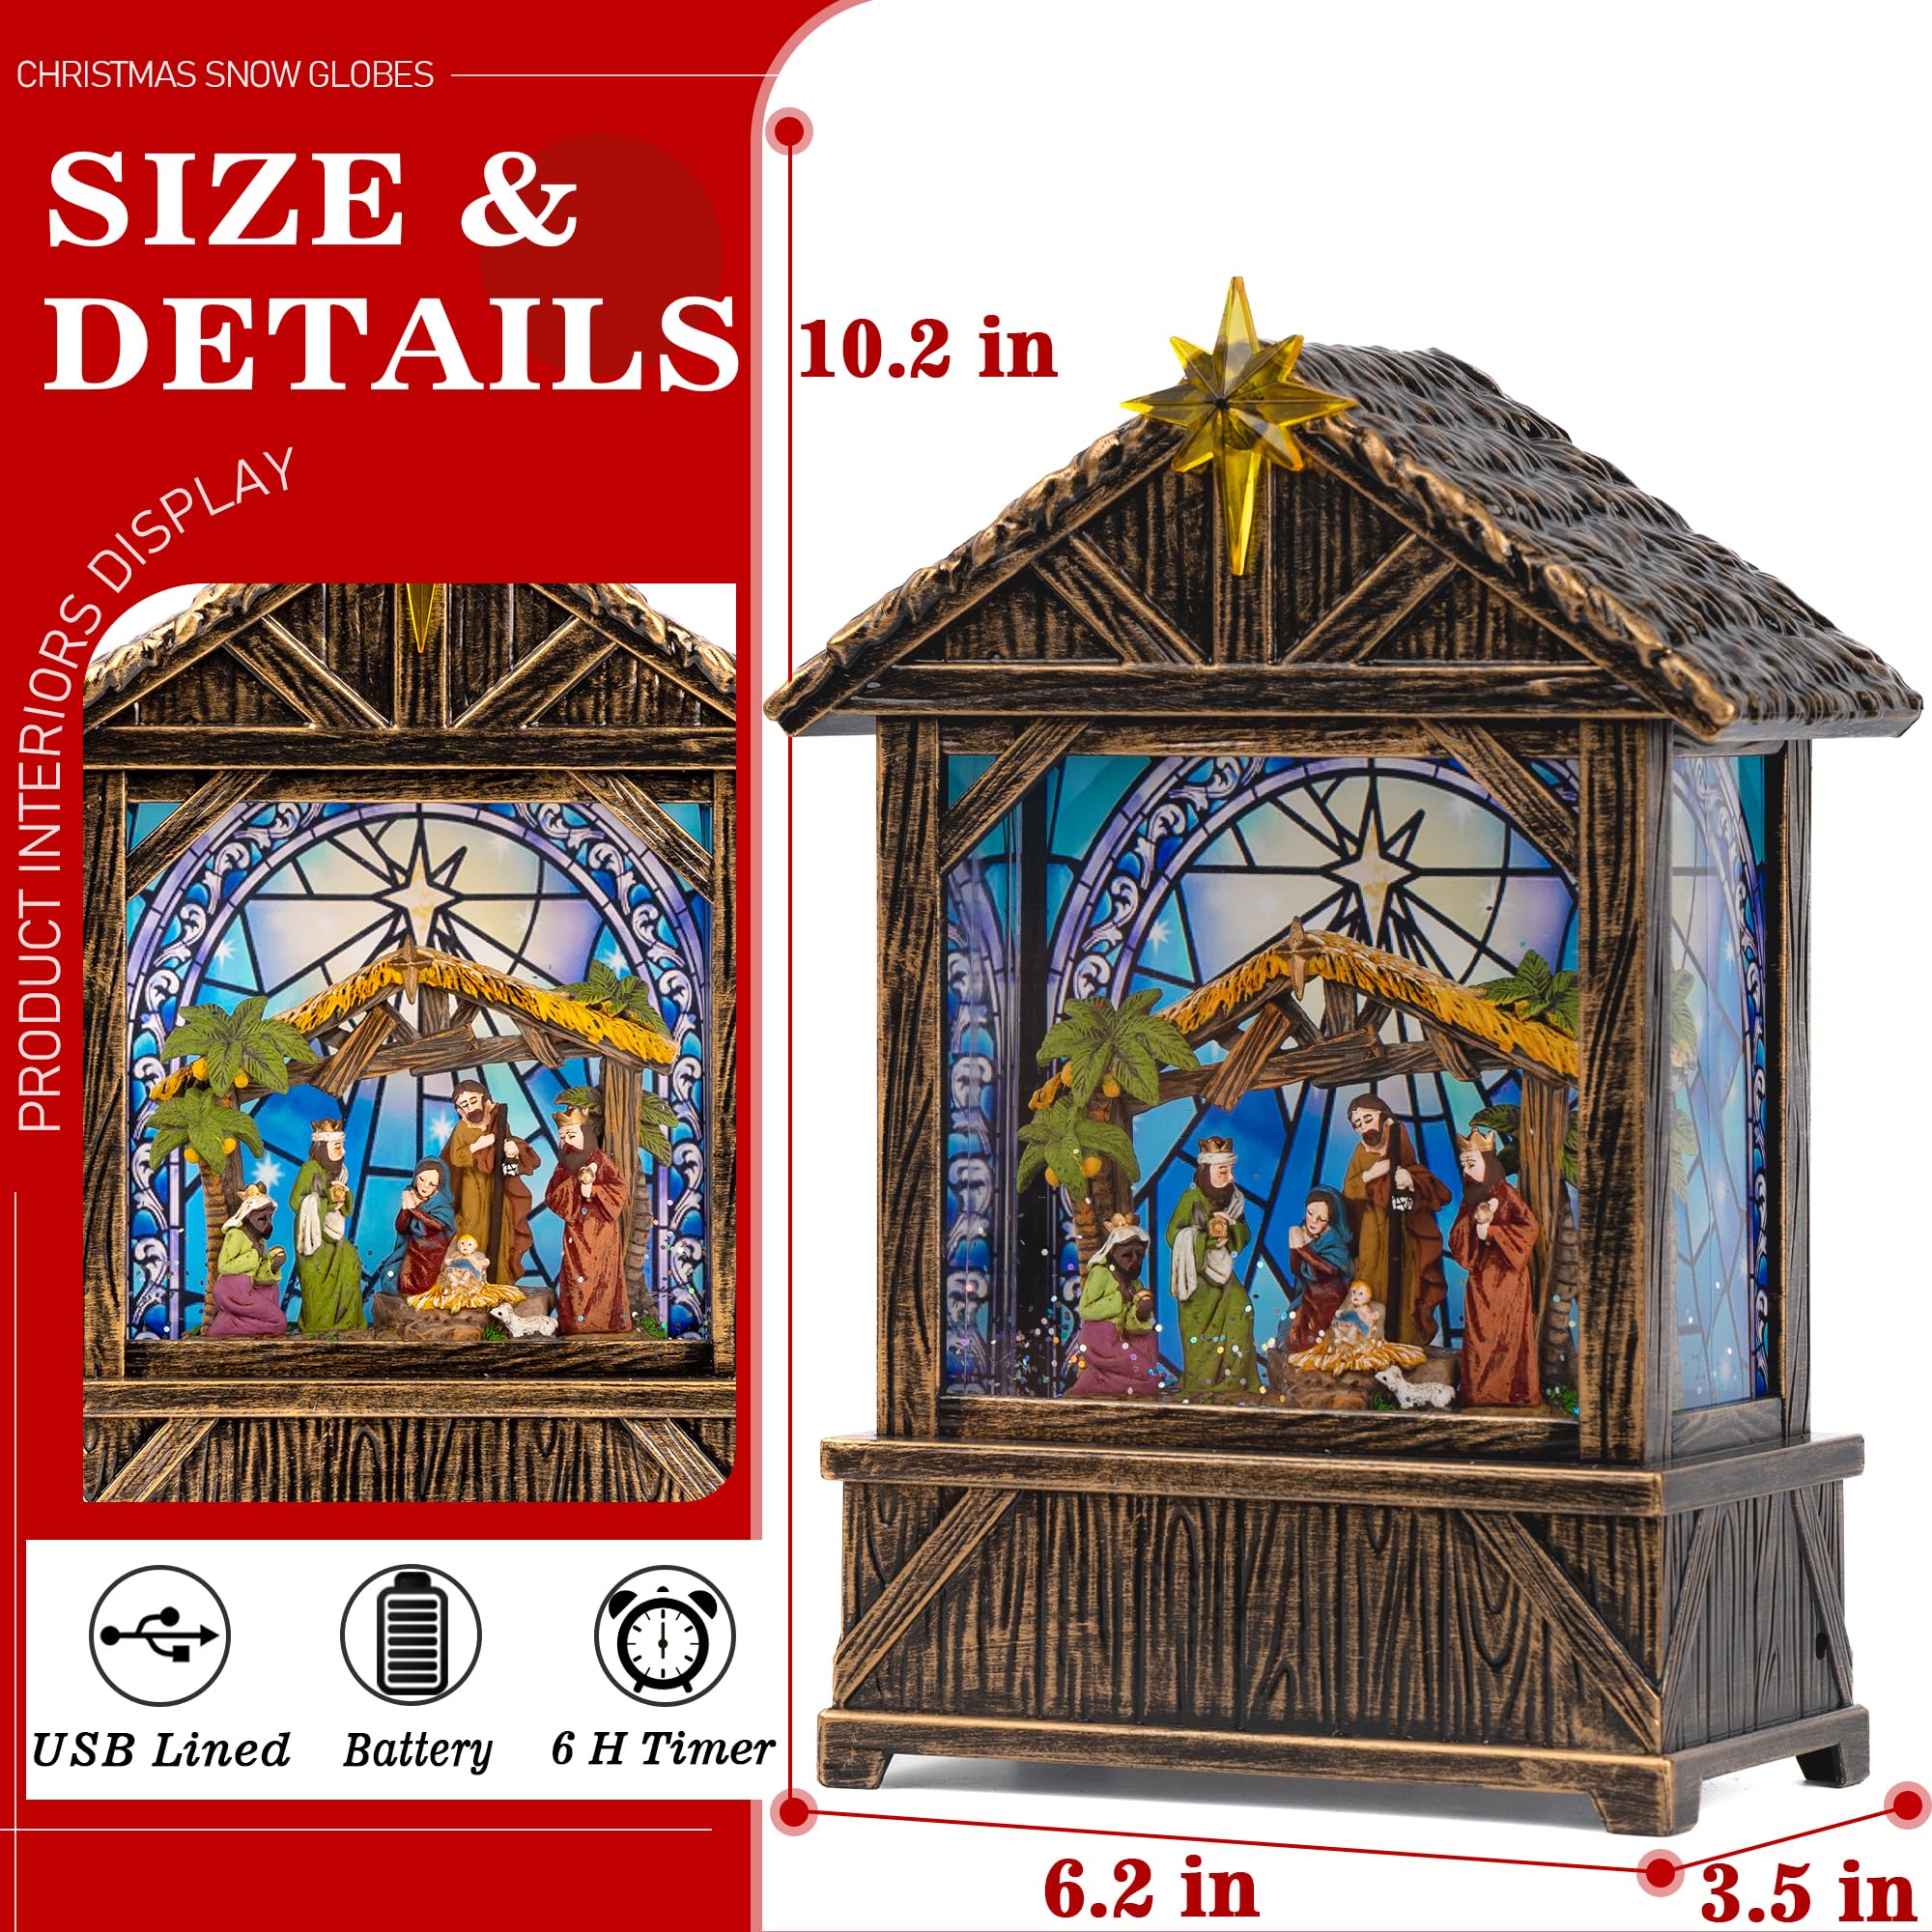 CHRISTMAS SNOW GLOBES
SIZE &
DETAILS
PRODUCT INTERIORS DISPLAY
10.2 in
USB Lined
Battery
6 H Timer
6.2 in
3.5 in